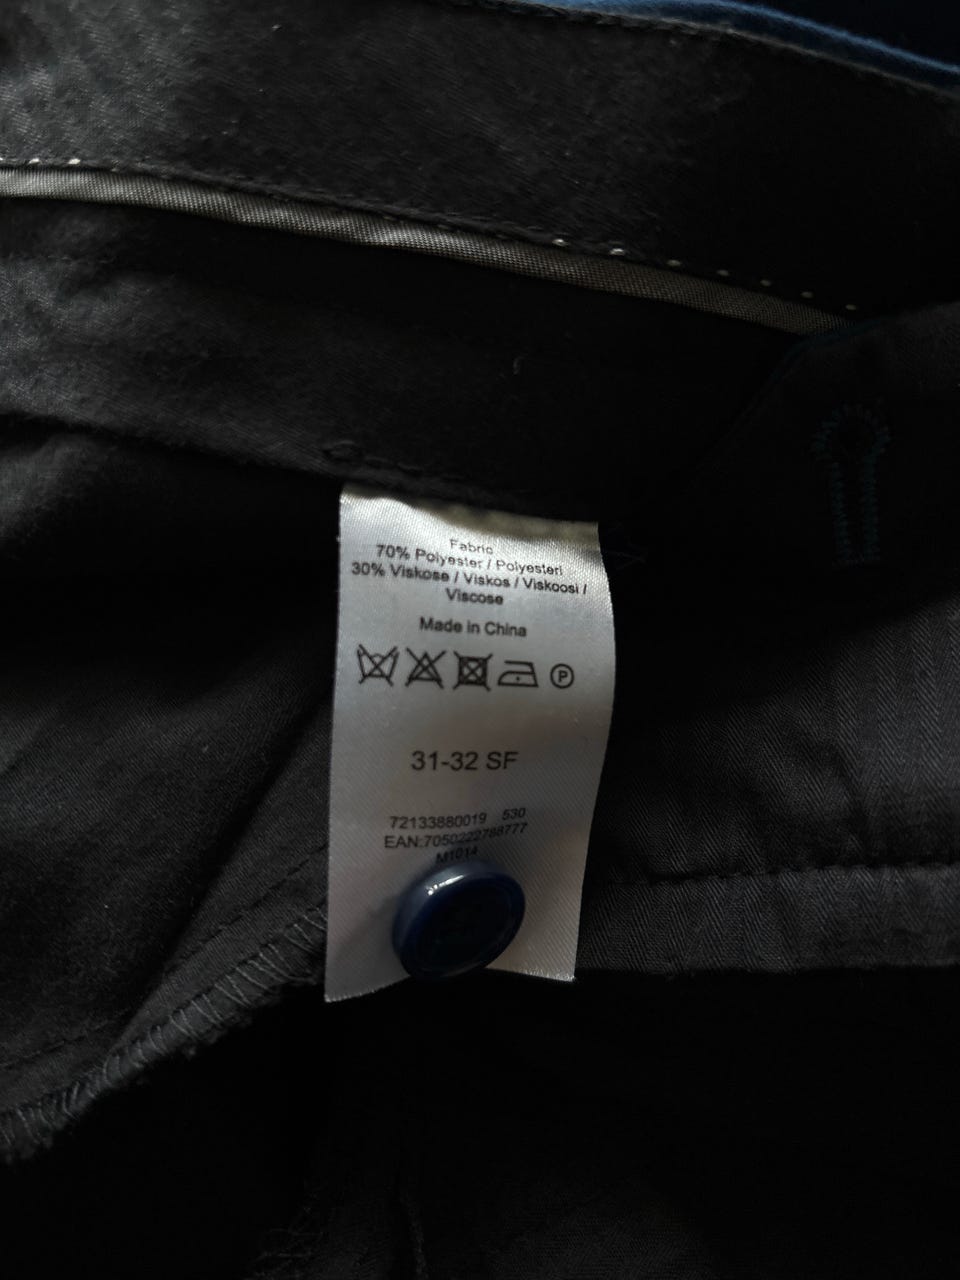 Fabric
70% Polyester / Polyesteri
30% Viskose / Viskos / Viskoosi /
Viscose
Made in China
P
31-32 SF
72133880019 530
EAN:7050222788777
M1014